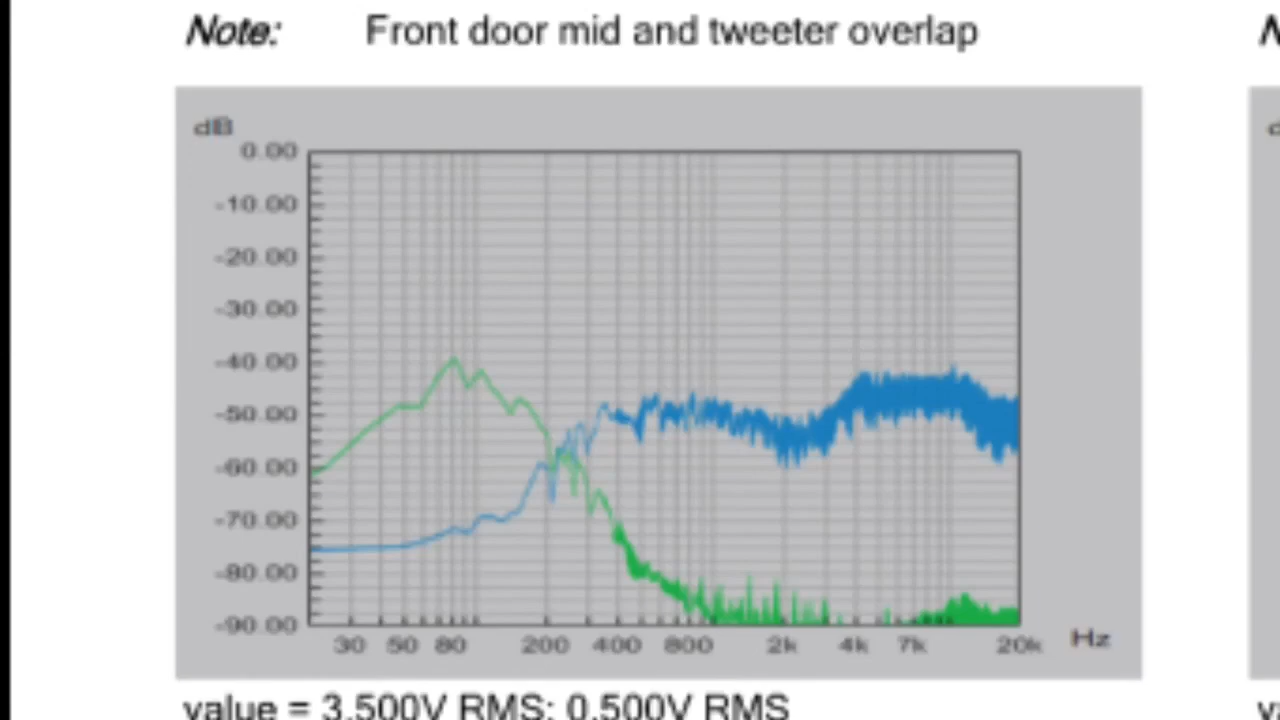 Note: Front door mid and tweeter overlap
dB
0.00
-10.00
-20.00
-30.00
-40.00
-50.00
-60.00
-70.00
-80.00
-90.00
30 50 80 200 400 800 2k 4k 7k 20k Hz
value = 3.500V RMS; 0.500V RMS